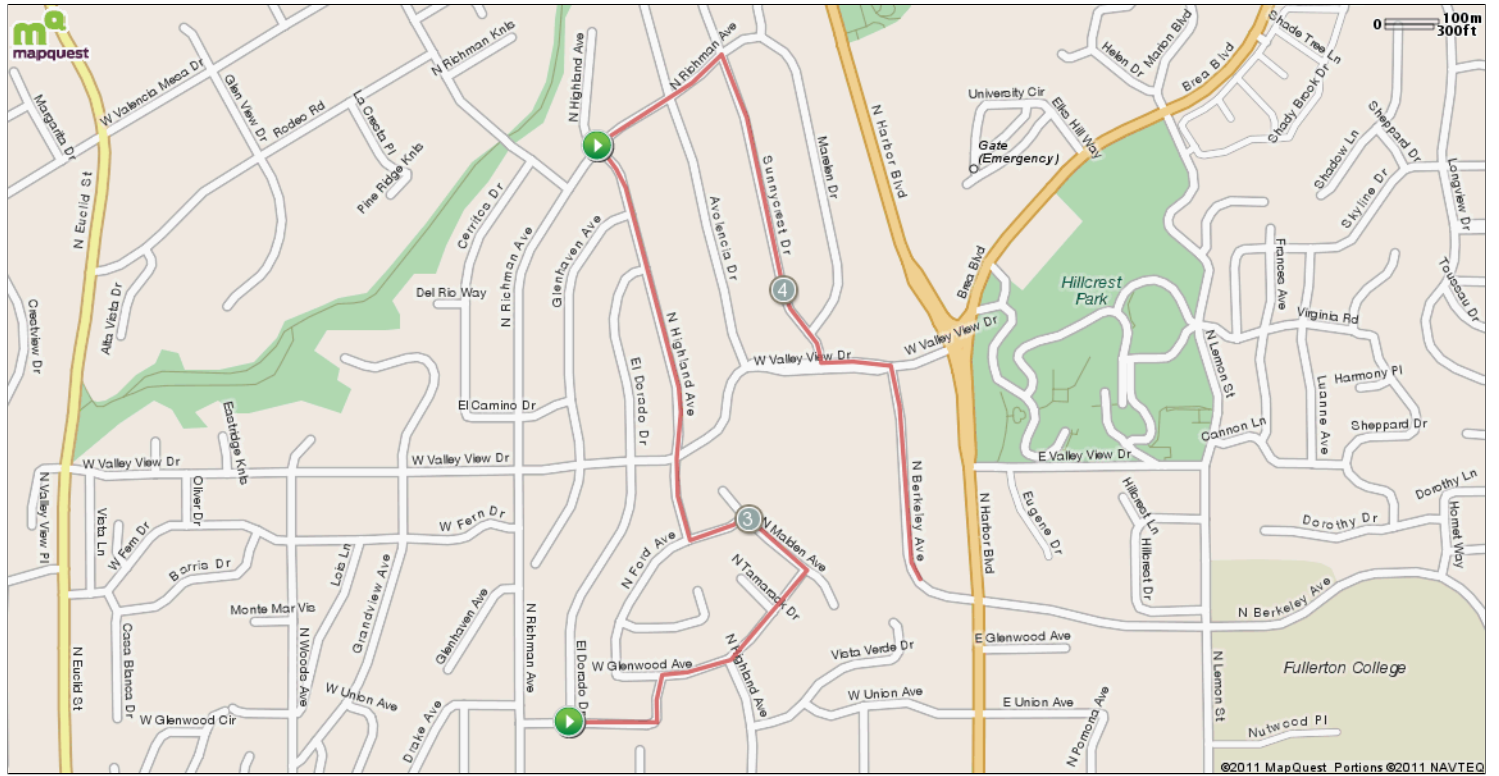 mQ
mapquest
0 100m
300ft
N Richman Ave
N Richman Knls
N Highland Ave
W Valencia Mesa Dr
Glen View Dr
Margarita Dr
La Cresta Pl
Rodeo Rd
Pine Ridge Knls
N Euclid St
Cerritos Dr
N Richman Ave
Glenhaven Ave
Del Rio Way
Alta Vista Dr
Crestview Dr
Avalencia Dr
Sunnycrest Dr
Marelen Dr
N Harbor Blvd
University Cir
Elks Hill Way
Gate
(Emergency)
Helen Dr
Marion Blvd
Brea Blvd
Shade Tree Ln
Shady Brook Dr
Shadow Ln
Sheppard Dr
Skyline Dr
Longview Dr
Brea Blvd
Hillcrest
Park
Frances Ave
Virginia Rd
Toussau Dr
4
N Highland Ave
El Dorado Dr
W Valley View Dr
W Valley View Dr
N Lemon St
Luanne Ave
Harmony Pl
Sheppard Dr
Cannon Ln
El Camino Dr
Eastridge Knls
W Valley View Dr
W Valley View Dr
E Valley View Dr
Oliver Dr
N Valley View Pl
Vista Ln
W Fern Dr
W Fern Dr
Barris Dr
Lois Ln
Grandview Ave
Monte Mar Vis
N Woods Ave
Glenhaven Ave
N Richman Ave
El Dorado Dr
3
N Malden Ave
N Ford Ave
N Tamarack Dr
N Berkeley Ave
N Harbor Blvd
Eugene Dr
Hillcrest Ln
Hillcrest Dr
Dorothy Ln
Dorothy Dr
Hornet Way
N Berkeley Ave
Casa Blanca Dr
N Euclid St
W Glenwood Cir
W Union Ave
Drake Ave
W Glenwood Ave
N Highland Ave
Vista Verde Dr
W Union Ave
E Glenwood Ave
E Union Ave
N Pomona Ave
N Lemon St
Fullerton College
Nutwood Pl
©2011 MapQuest Portions ©2011 NAVTEQ